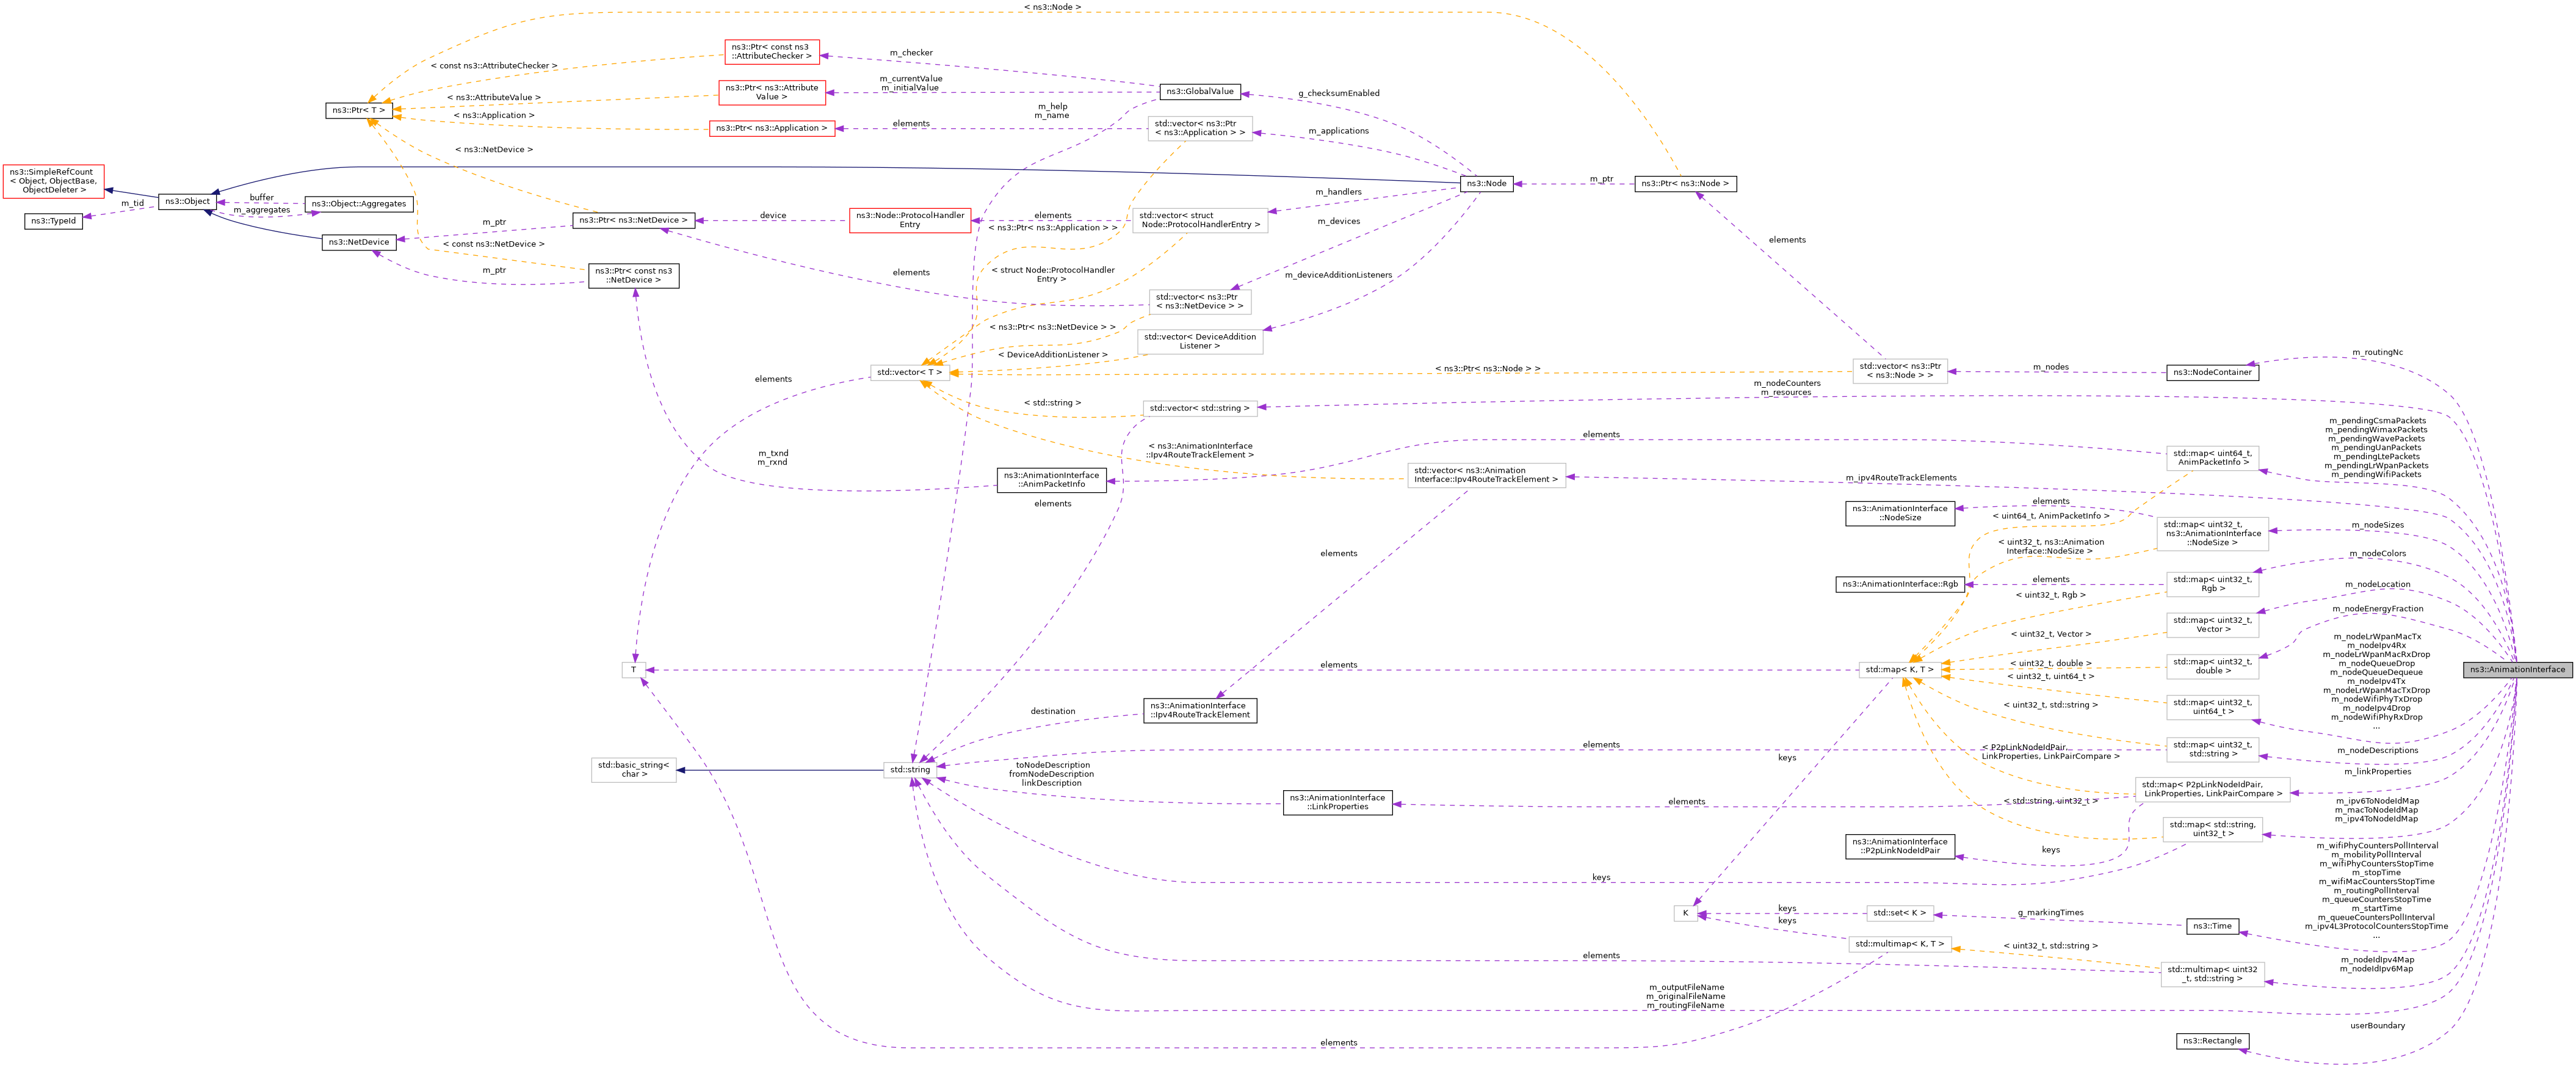 < ns3::Node >
ns3::Ptr< const ns3
::AttributeChecker >
m_checker
< const ns3::AttributeChecker >
m_currentValue
m_initialValue
ns3::Ptr< ns3::Attribute
Value >
ns3::GlobalValue
g_checksumEnabled
< ns3::AttributeValue >
ns3::Ptr< T >
< ns3::Application >
m_help
m_name
ns3::Ptr< ns3::Application >
elements
std::vector< ns3::Ptr
< ns3::Application > >
m_applications
< ns3::NetDevice >
ns3::SimpleRefCount
< Object, ObjectBase,
ObjectDeleter >
ns3::Node
m_ptr
ns3::Ptr< ns3::Node >
m_tid
ns3::Object
buffer
m_aggregates
ns3::Object::Aggregates
m_handlers
ns3::TypeId
m_ptr
ns3::Ptr< ns3::NetDevice >
device
ns3::Node::ProtocolHandler
Entry
elements
std::vector< struct
Node::ProtocolHandlerEntry >
m_devices
< ns3::Ptr< ns3::Application > >
ns3::NetDevice
< const ns3::NetDevice >
elements
m_ptr
ns3::Ptr< const ns3
::NetDevice >
elements
< struct Node::ProtocolHandler
Entry >
m_deviceAdditionListeners
std::vector< ns3::Ptr
< ns3::NetDevice > >
< ns3::Ptr< ns3::NetDevice > >
std::vector< DeviceAddition
Listener >
< DeviceAdditionListener >
m_routingNc
std::vector< T >
elements
< ns3::Ptr< ns3::Node > >
std::vector< ns3::Ptr
< ns3::Node > >
m_nodes
ns3::NodeContainer
m_nodeCounters
m_resources
< std::string >
std::vector< std::string >
m_pendingCsmaPackets
m_pendingWimaxPackets
m_pendingWavePackets
m_pendingUanPackets
m_pendingLtePackets
m_pendingLrWpanPackets
m_pendingWifiPackets
elements
< ns3::AnimationInterface
::Ipv4RouteTrackElement >
m_txnd
m_rxnd
std::map< uint64_t,
AnimPacketInfo >
ns3::AnimationInterface
::AnimPacketInfo
std::vector< ns3::Animation
Interface::Ipv4RouteTrackElement >
m_ipv4RouteTrackElements
elements
elements
ns3::AnimationInterface
::NodeSize
< uint64_t, AnimPacketInfo >
std::map< uint32_t,
ns3::AnimationInterface
::NodeSize >
m_nodeSizes
< uint32_t, ns3::Animation
Interface::NodeSize >
elements
m_nodeColors
ns3::AnimationInterface::Rgb
elements
std::map< uint32_t,
Rgb >
m_nodeLocation
< uint32_t, Rgb >
m_nodeEnergyFraction
std::map< uint32_t,
Vector >
< uint32_t, Vector >
m_nodeLrWpanMacTx
m_nodeIpv4Rx
m_nodeLrWpanMacRxDrop
m_nodeQueueDrop
m_nodeQueueDequeue
m_nodeIpv4Tx
m_nodeLrWpanMacTxDrop
m_nodeWifiPhyTxDrop
m_nodeIpv4Drop
m_nodeWifiPhyRxDrop
...
T
elements
std::map< K, T >
< uint32_t, double >
std::map< uint32_t,
double >
ns3::AnimationInterface
< uint32_t, uint64_t >
std::map< uint32_t,
uint64_t >
< uint32_t, std::string >
destination
ns3::AnimationInterface
::Ipv4RouteTrackElement
elements
std::map< uint32_t,
std::string >
m_nodeDescriptions
< P2pLinkNodeIdPair,
LinkProperties, LinkPairCompare >
keys
std::basic_string<
char >
std::string
toNodeDescription
fromNodeDescription
linkDescription
m_linkProperties
ns3::AnimationInterface
::LinkProperties
elements
std::map< P2pLinkNodeIdPair,
LinkProperties, LinkPairCompare >
< std::string, uint32_t >
m_ipv6ToNodeIdMap
m_macToNodeIdMap
m_ipv4ToNodeIdMap
std::map< std::string,
uint32_t >
ns3::AnimationInterface
::P2pLinkNodeIdPair
keys
keys
m_wifiPhyCountersPollInterval
m_mobilityPollInterval
m_wifiPhyCountersStopTime
m_stopTime
m_wifiMacCountersStopTime
m_routingPollInterval
m_queueCountersStopTime
m_startTime
m_queueCountersPollInterval
m_ipv4L3ProtocolCountersStopTime
...
K
keys
keys
std::set< K >
g_markingTimes
ns3::Time
std::multimap< K, T >
< uint32_t, std::string >
elements
m_nodeIdIpv4Map
m_nodeIdIpv6Map
std::multimap< uint32
_t, std::string >
m_outputFileName
m_originalFileName
m_routingFileName
userBoundary
elements
ns3::Rectangle